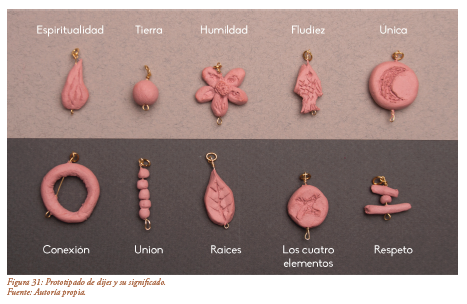 Espiritualidad
Tierra
Humildad
Fludiez
Unica
Conexión
Union
Raices
Los cuatro
elementos
Respeto
Figura 31: Prototipado de dijes y su significado.
Fuente: Autoría propia.